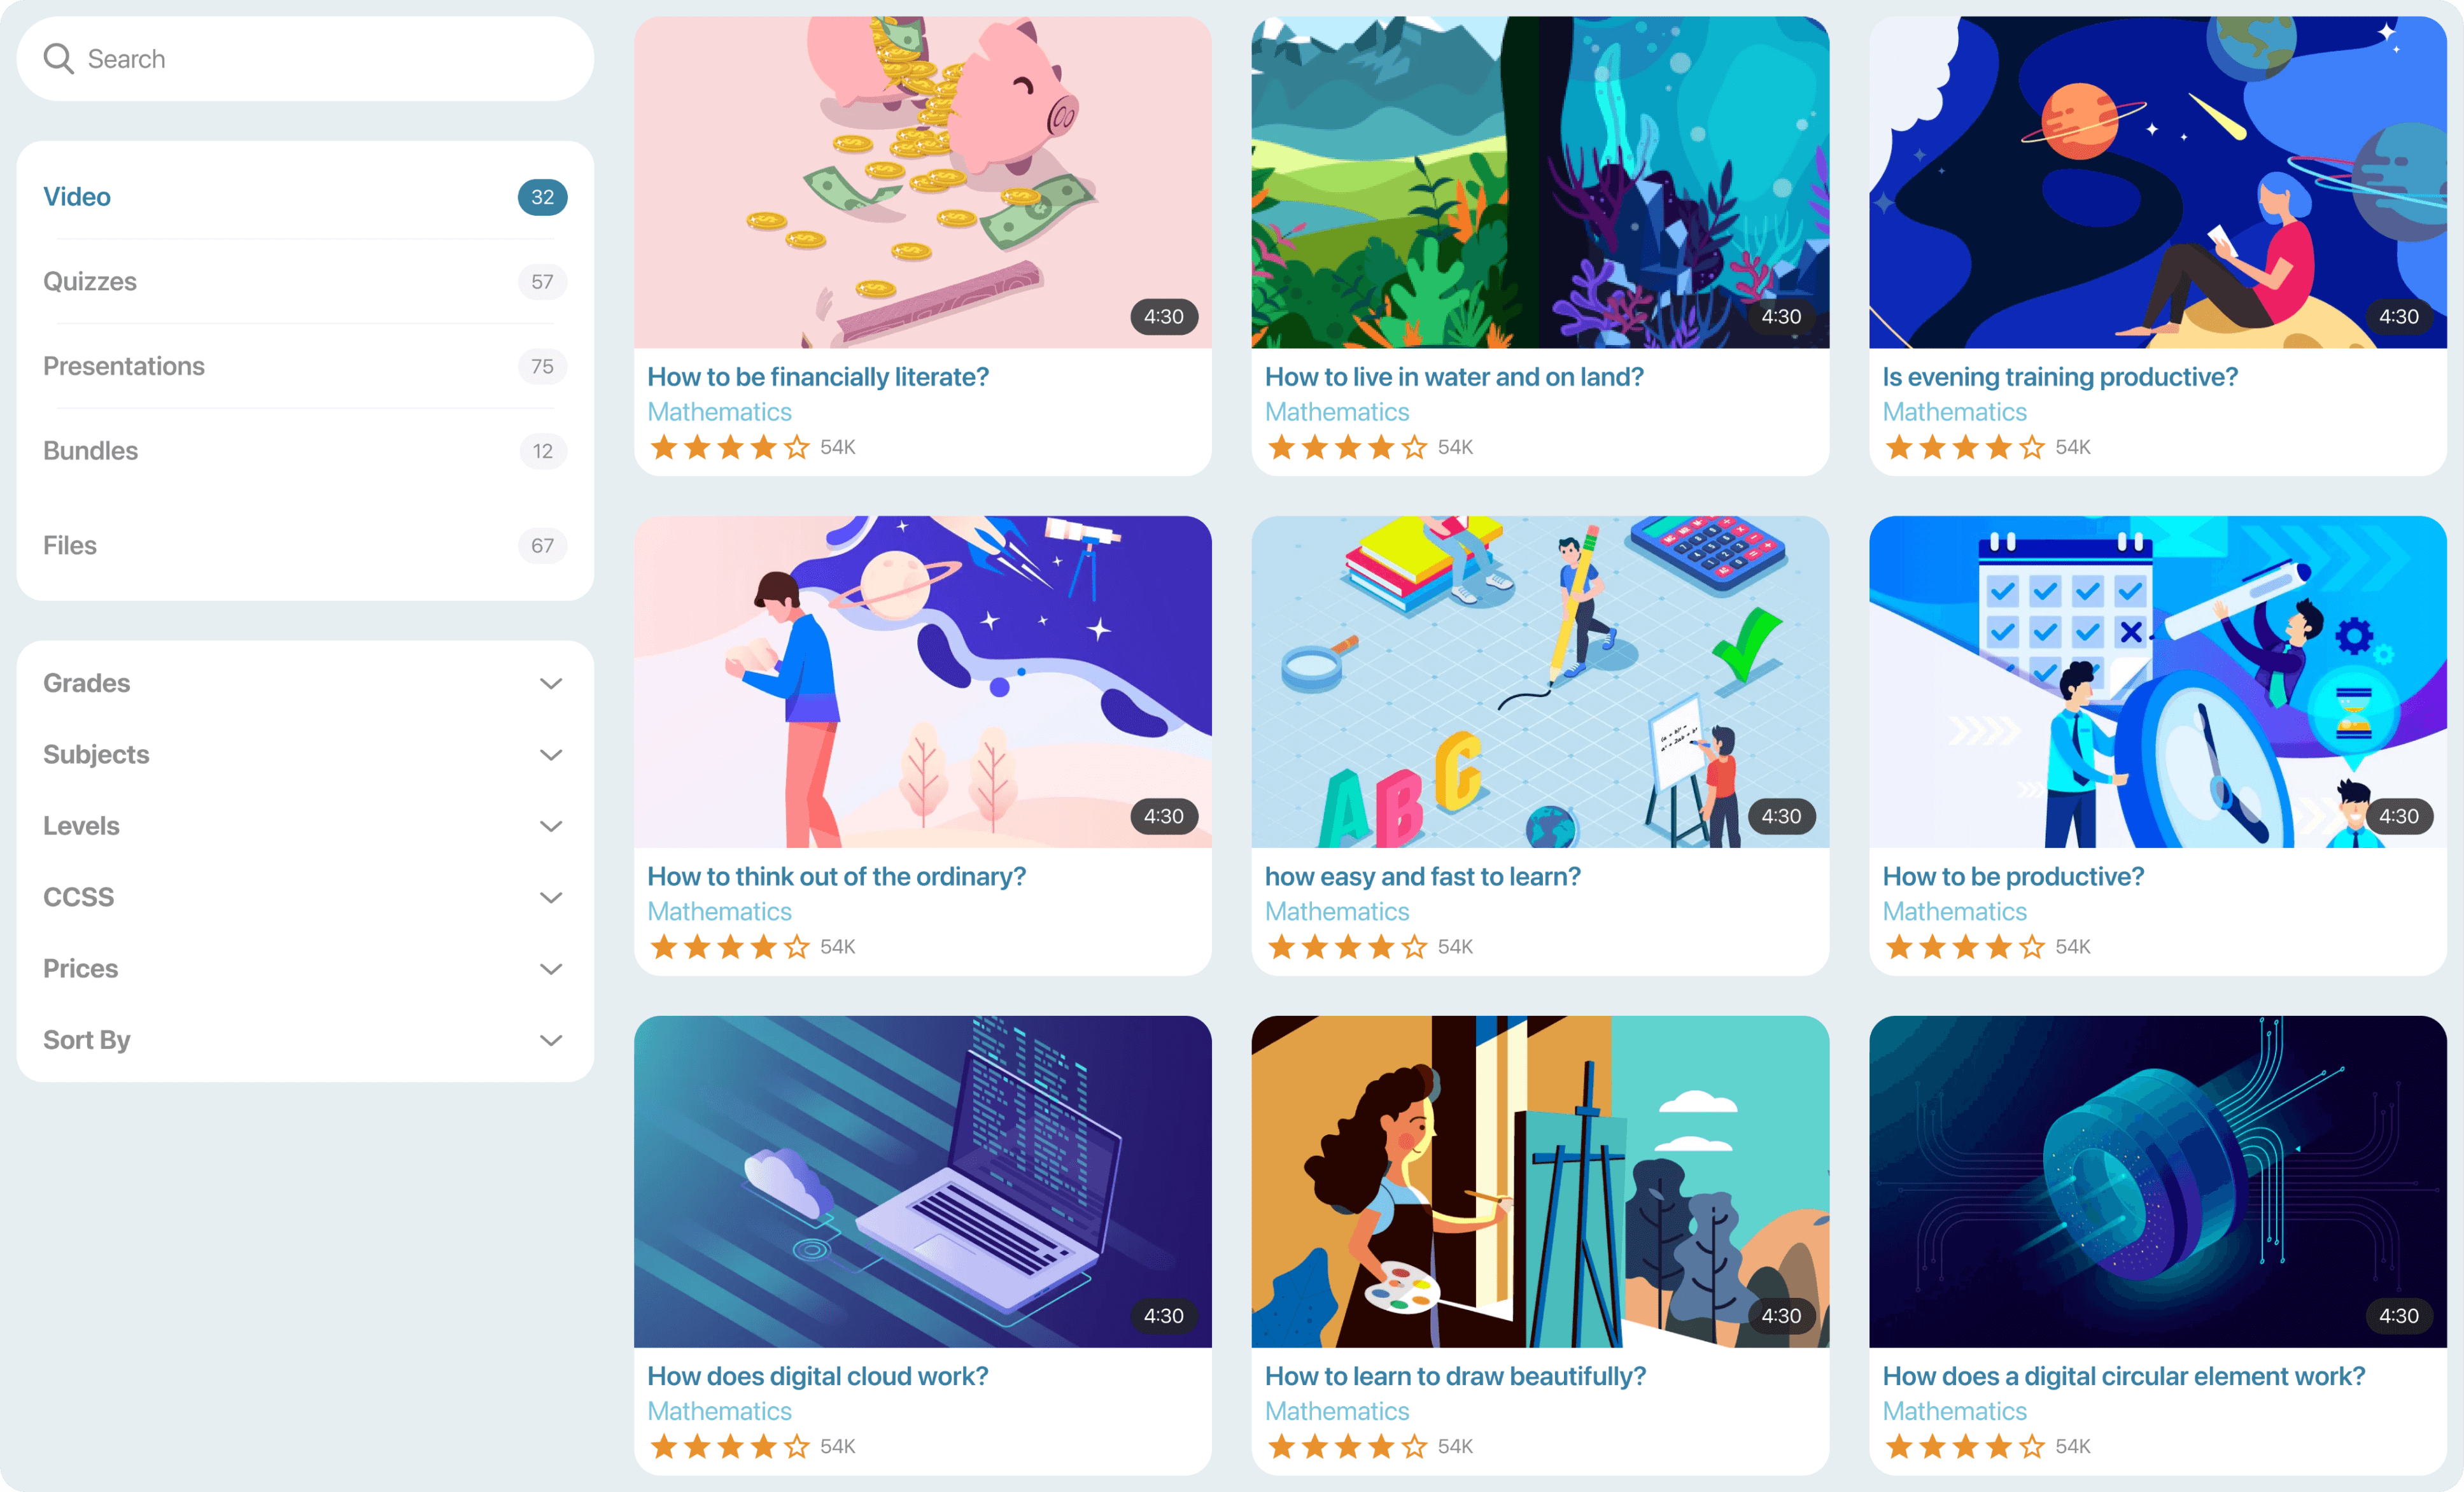 Search
Video 32
Quizzes 57
Presentations 75
Bundles 12
Files 67
Grades
Subjects
Levels
CCSS
Prices
Sort By
4:30
How to be financially literate?
Mathematics
54K
4:30
How to live in water and on land?
Mathematics
54K
4:30
Is evening training productive?
Mathematics
54K
4:30
How to think out of the ordinary?
Mathematics
54K
A B C
4:30
how easy and fast to learn?
Mathematics
54K
4:30
How to be productive?
Mathematics
54K
4:30
How does digital cloud work?
Mathematics
54K
4:30
How to learn to draw beautifully?
Mathematics
54K
4:30
How does a digital circular element work?
Mathematics
54K